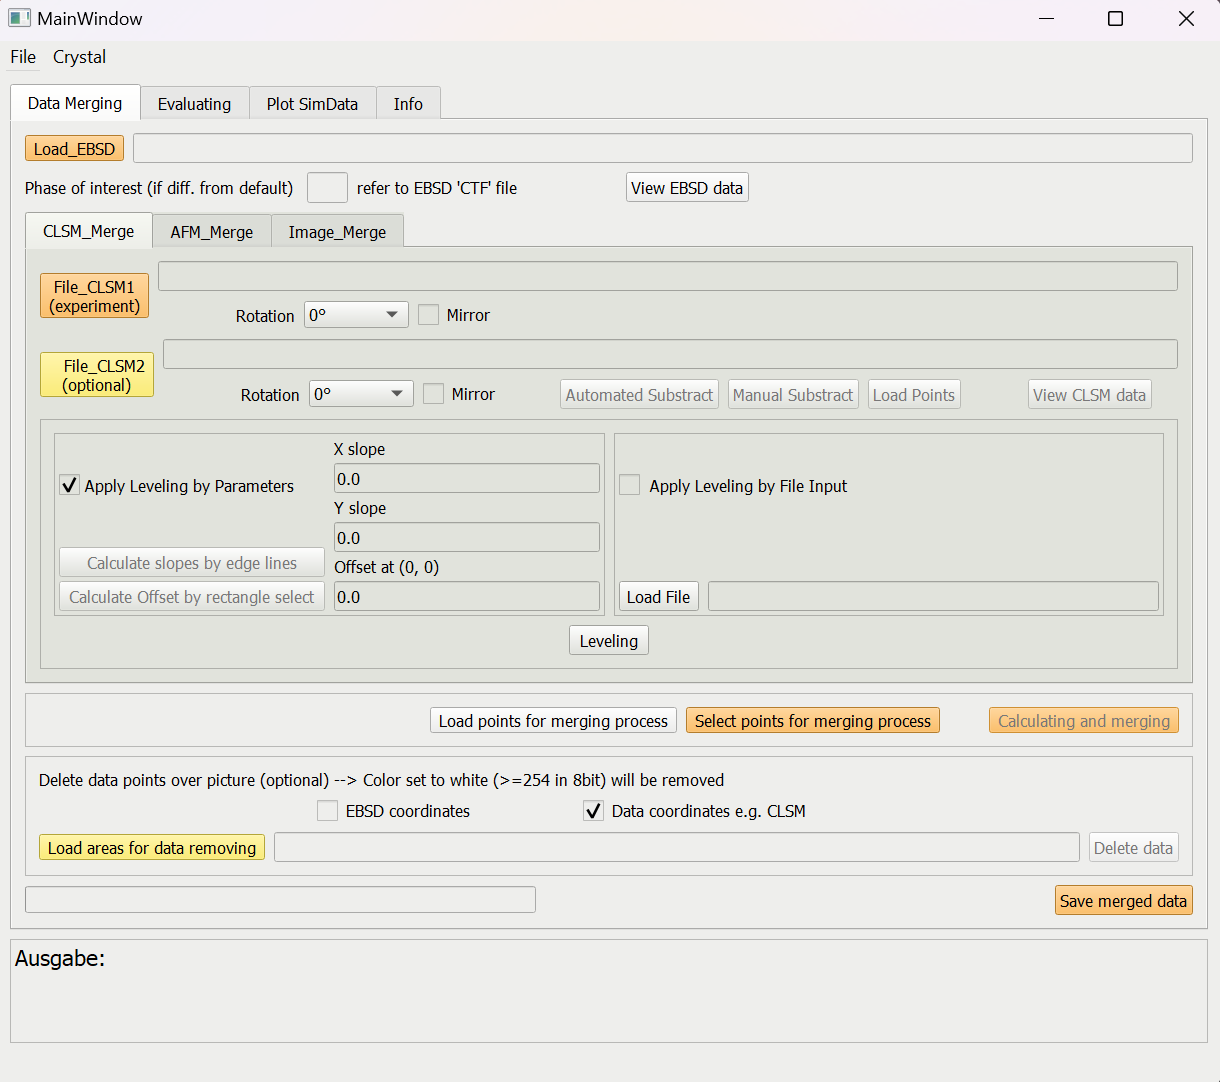 MainWindow
File Crystal
Data Merging Evaluating Plot SimData Info
Load_EBSD
Phase of interest (if diff. from default) refer to EBSD 'CTF' file View EBSD data
CLSM_Merge AFM_Merge Image_Merge
File_CLSM1
(experiment)
Rotation 0° Mirror
File_CLSM2
(optional)
Rotation 0° Mirror Automated Substract Manual Substract Load Points View CLSM data
X slope
Apply Leveling by Parameters 0.0 Apply Leveling by File Input
Y slope
0.0
Calculate slopes by edge lines Offset at (0, 0)
Calculate Offset by rectangle select 0.0 Load File
Leveling
Load points for merging process Select points for merging process Calculating and merging
Delete data points over picture (optional) --> Color set to white (>=254 in 8bit) will be removed
EBSD coordinates Data coordinates e.g. CLSM
Load areas for data removing Delete data
Save merged data
Ausgabe: